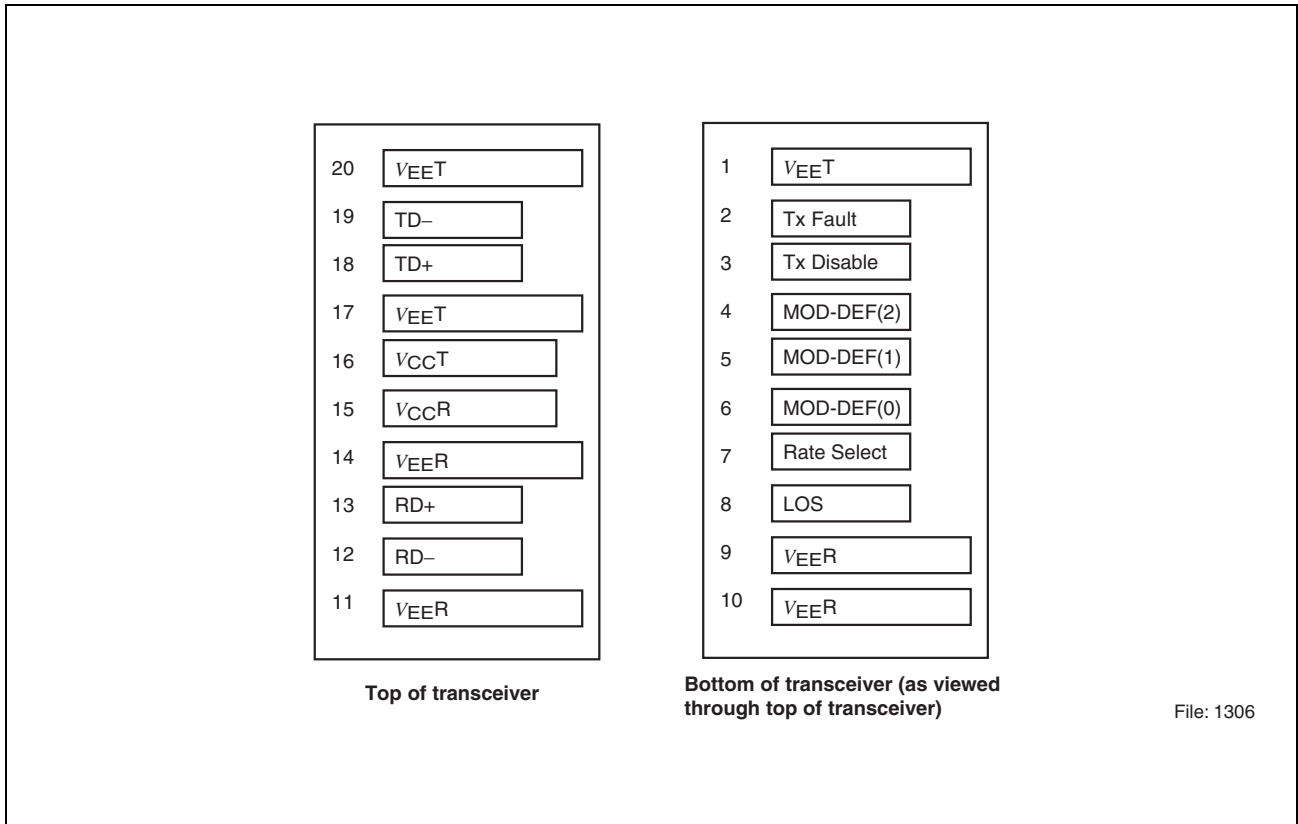 20 VEET
19 TD–
18 TD+
17 VEET
16 VCCT
15 VCCR
14 VEER
13 RD+
12 RD–
11 VEER
Top of transceiver
1 VEET
2 Tx Fault
3 Tx Disable
4 MOD-DEF(2)
5 MOD-DEF(1)
6 MOD-DEF(0)
7 Rate Select
8 LOS
9 VEER
10 VEER
Bottom of transceiver (as viewed
through top of transceiver)
File: 1306